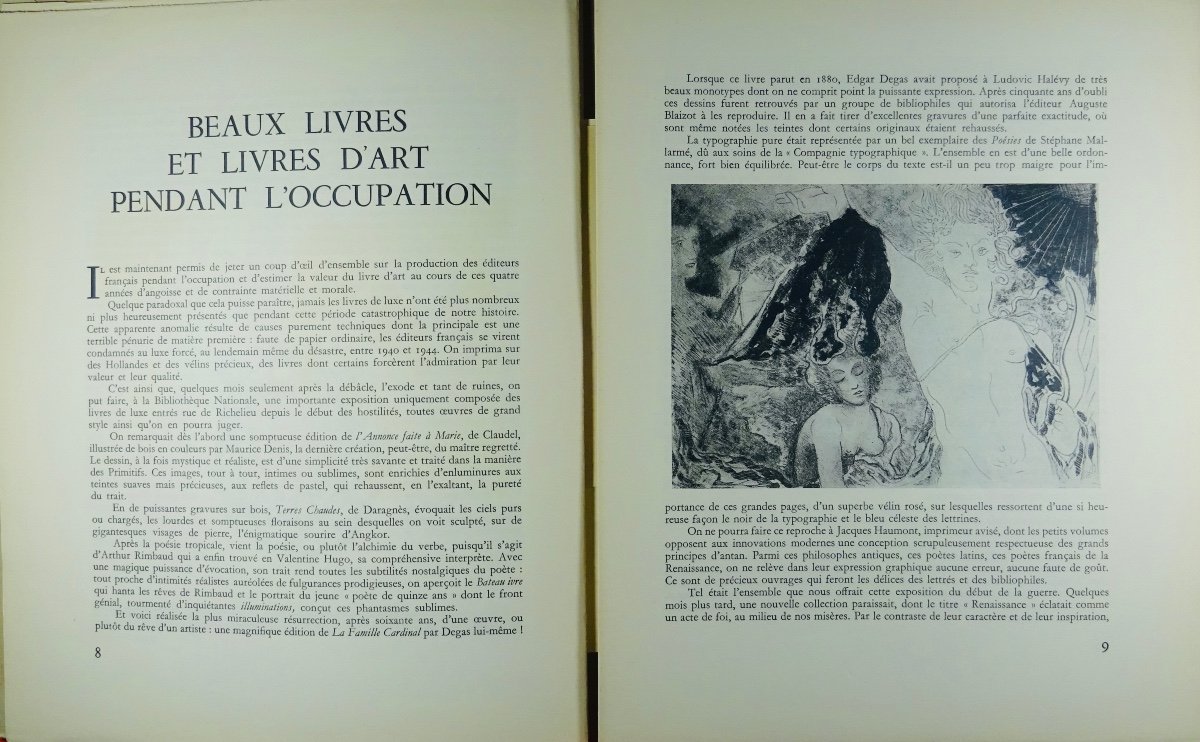 BEAUX LIVRES
ET LIVRES D'ART
PENDANT L'OCCUPATION
IL est maintenant permis de jeter un coup d'œil d'ensemble sur la production des éditeurs
français pendant l'occupation et d'estimer la valeur du livre d'art au cours de ces quatre
années d'angoisse et de contrainte matérielle et morale.
Quelque paradoxal que cela puisse paraître, jamais les livres de luxe n'ont été plus nombreux
ni plus heureusement présentés que pendant cette période catastrophique de notre histoire.
Cette apparente anomalie résulte de causes purement techniques dont la principale est une
terrible pénurie de matière première : faute de papier ordinaire, les éditeurs français se virent
condamnés au luxe forcé, au lendemain même du désastre, entre 1940 et 1944. On imprima sur
des Hollandes et des vélins précieux, des livres dont certains forcèrent l'admiration par leur
valeur et leur qualité.
C'est ainsi que, quelques mois seulement après la débâcle, l'exode et tant de ruines, on
put faire, à la Bibliothèque Nationale, une importante exposition uniquement composée des
livres de luxe entrés rue de Richelieu depuis le début des hostilités, toutes œuvres de grand
style ainsi qu'on en pourra juger.
On remarquait dès l'abord une somptueuse édition de l'Annonce faite à Marie, de Claudel,
illustrée de bois en couleurs par Maurice Denis, la dernière création, peut-être, du maître regretté.
Le dessin, à la fois mystique et réaliste, est d'une simplicité très savante et traité dans la manière
des Primitifs. Ces images, tour à tour, intimes ou sublimes, sont enrichies d'enluminures aux
teintes suaves mais précieuses, aux reflets de pastel, qui rehaussent, en l'exaltant, la pureté
du trait.
En de puissantes gravures sur bois, Terres Chaudes, de Daragnès, évoquait les ciels purs
ou chargés, les lourdes et somptueuses floraisons au sein desquelles on voit sculpté, sur de
gigantesques visages de pierre, l'énigmatique sourire d'Angkor.
Après la poésie tropicale, vient la poésie, ou plutôt l'alchimie du verbe, puisqu'il s'agit
d'Arthur Rimbaud qui a enfin trouvé en Valentine Hugo, sa compréhensive interprète. Avec
une magique puissance d'évocation, son trait rend toutes les subtilités nostalgiques du poète :
tout proche d'intimités réalistes auréolées de fulgurances prodigieuses, on aperçoit le Bateau ivre
qui hanta les rêves de Rimbaud et le portrait du jeune « poète de quinze ans » dont le front
génial, tourmenté d'inquiétantes illuminations, conçut ces phantasmes sublimes.
Et voici réalisée la plus miraculeuse résurrection, après soixante ans, d'une œuvre, ou
plutôt du rêve d'un artiste : une magnifique édition de La Famille Cardinal par Degas lui-même !
8
Lorsque ce livre parut en 1880, Edgar Degas avait proposé à Ludovic Halévy de très
beaux monotypes dont on ne comprit point la puissante expression. Après cinquante ans d'oubli
ces dessins furent retrouvés par un groupe de bibliophiles qui autorisa l'éditeur Auguste
Blaizot à les reproduire. Il en a fait tirer d'excellentes gravures d'une parfaite exactitude, où
sont même notées les teintes dont certains originaux étaient rehaussés.
La typographie pure était représentée par un bel exemplaire des Poésies de Stéphane Mal-
larmé, dû aux soins de la « Compagnie typographique ». L'ensemble en est d'une belle ordon-
nance, fort bien équilibrée. Peut-être le corps du texte est-il un peu trop maigre pour l'im-
portance de ces grandes pages, d'un superbe vélin rosé, sur lesquelles ressortent d'une si heu-
reuse façon le noir de la typographie et le bleu céleste des lettrines.
On ne pourra faire ce reproche à Jacques Haumont, imprimeur avisé, dont les petits volumes
opposent aux innovations modernes une conception scrupuleusement respectueuse des grands
principes d'antan. Parmi ces philosophes antiques, ces poètes latins, ces poètes français de la
Renaissance, on ne relève dans leur expression graphique aucune erreur, aucune faute de goût.
Ce sont de précieux ouvrages qui feront les délices des lettrés et des bibliophiles.
Tel était l'ensemble que nous offrait cette exposition du début de la guerre. Quelques
mois plus tard, une nouvelle collection paraissait, dont le titre « Renaissance » éclatait comme
un acte de foi, au milieu de nos misères. Par le contraste de leur caractère et de leur inspiration,
9